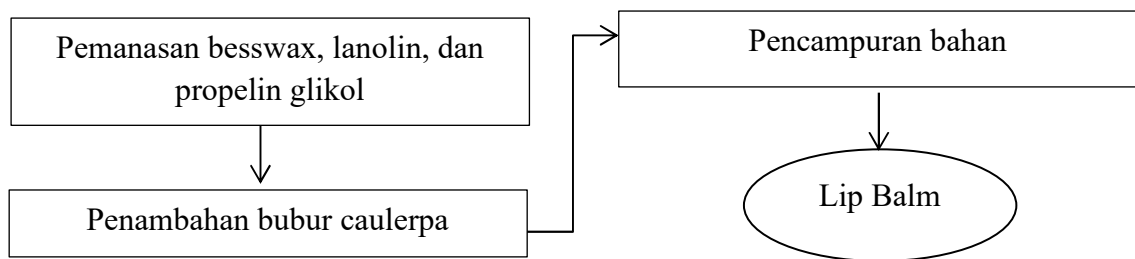 Pemanasan besswax, lanolin, dan
propelin glikol
Penambahan bubur caulerpa
Pencampuran bahan
Lip Balm